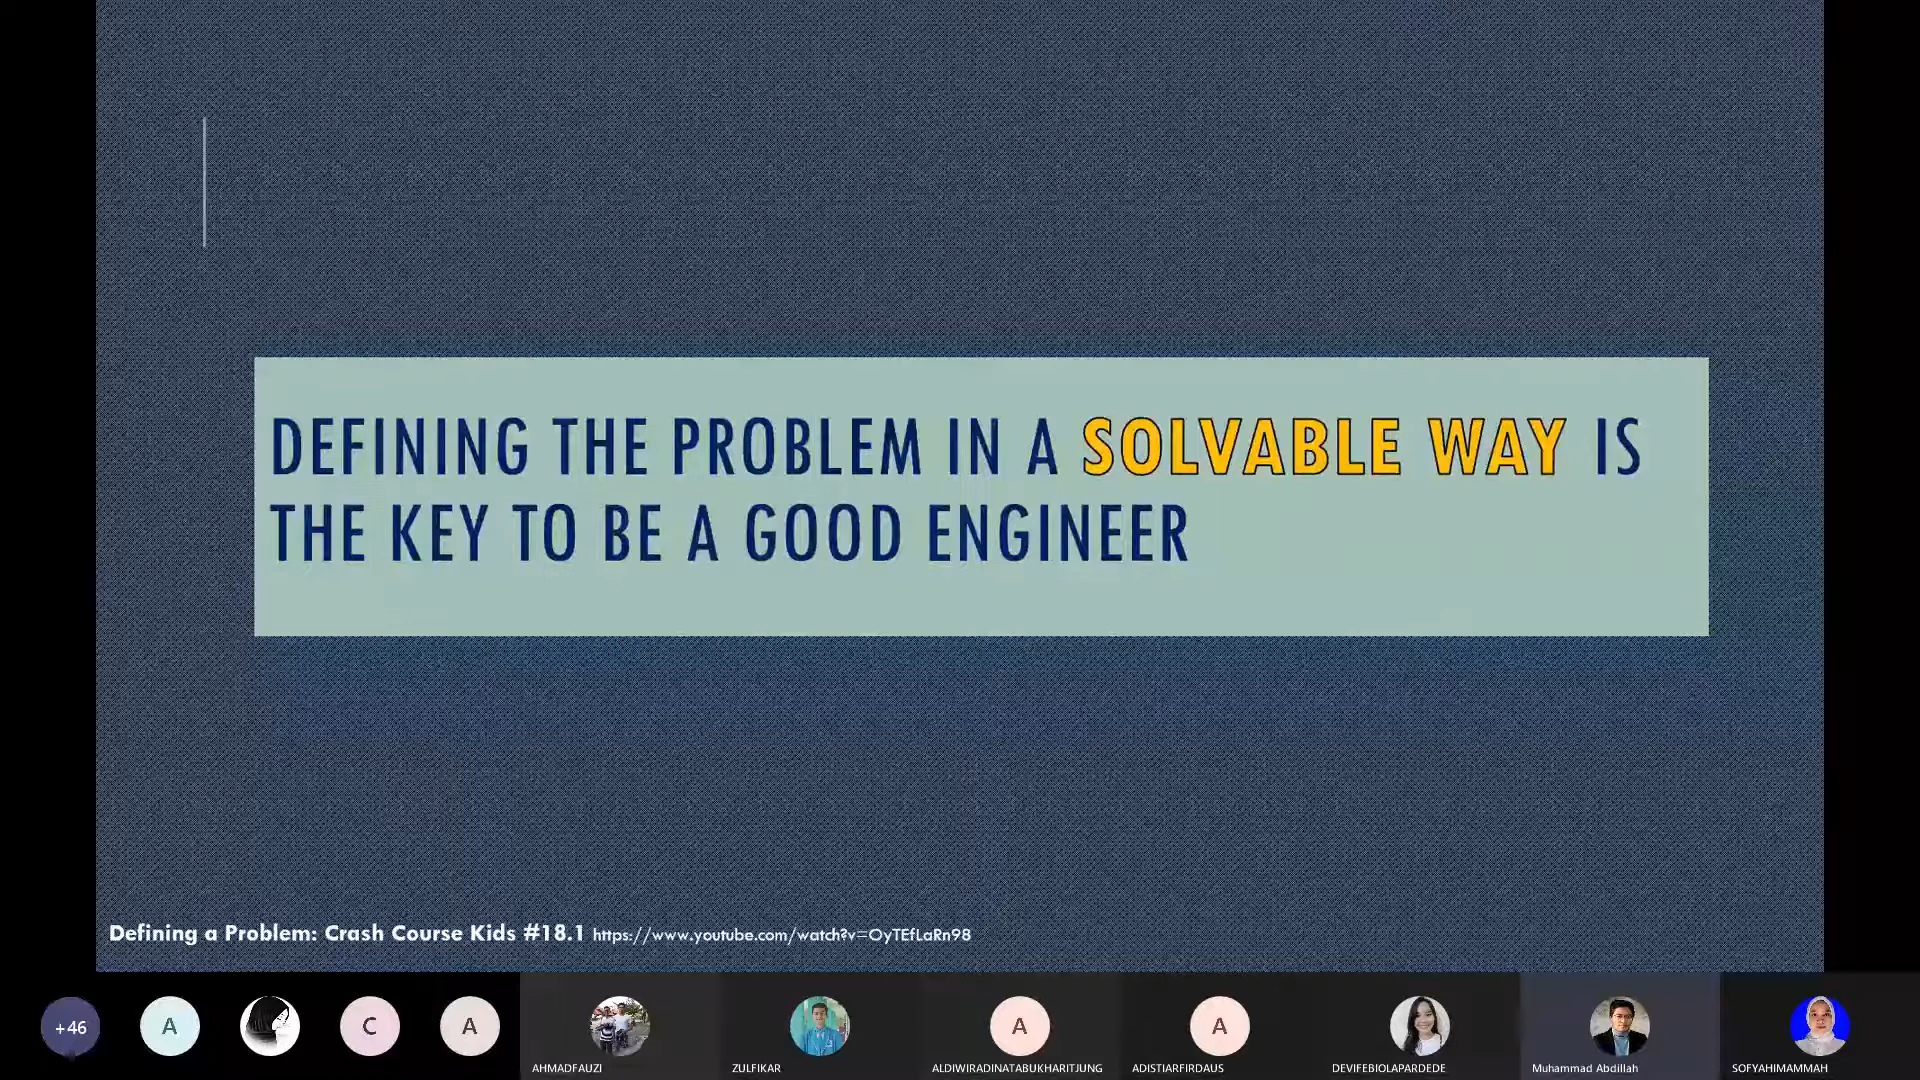 DEFINING THE PROBLEM IN A SOLVABLE WAY IS
THE KEY TO BE A GOOD ENGINEER
Defining a Problem: Crash Course Kids #18.1 https://www.youtube.com/watch?v=OyTEfLaRn98
+46
A
C
A
A
A
AHMADFAUZI
ZULFIKAR
ALDIWIRADINATABUKHARITJUNG
ADISTIARFIRDAUS
DEVIFEBIOLAPARDEDE
Muhammad Abdillah
SOFYAHIMAMMAH